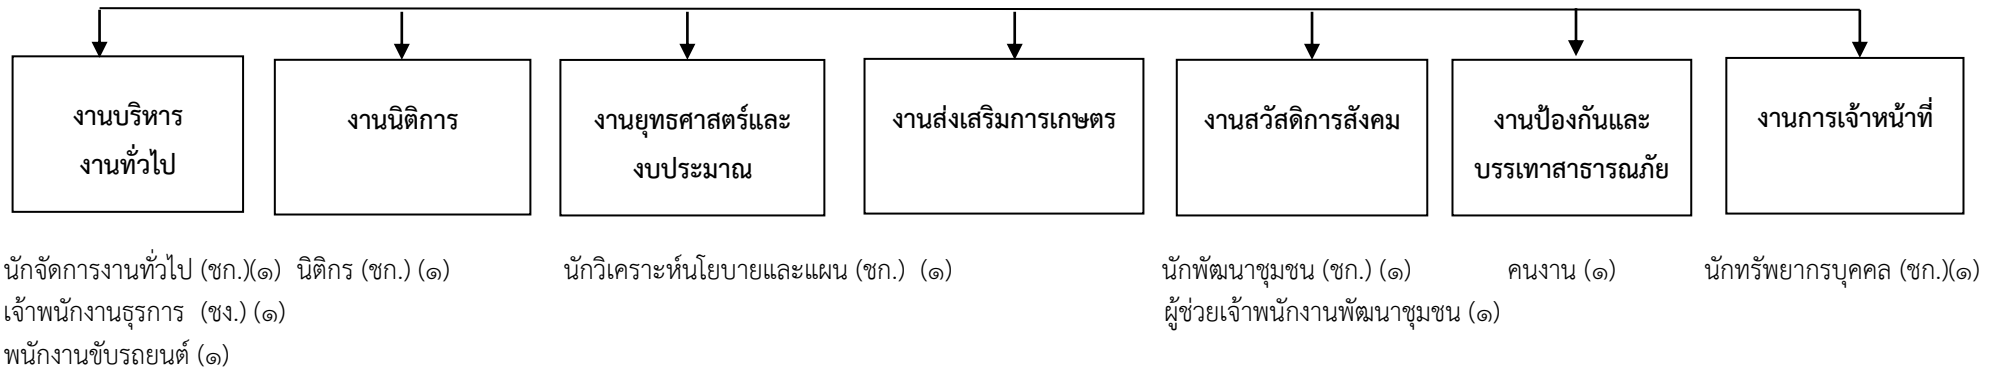 งานบริหาร
งานทั่วไป
งานนิติการ
งานยุทธศาสตร์และ
งบประมาณ
งานส่งเสริมการเกษตร
งานสวัสดิการสังคม
งานป้องกันและ
บรรเทาสาธารณภัย
งานการเจ้าหน้าที่
นักจัดการงานทั่วไป (ชก.)(๑) นิติกร (ชก.) (๑) นักวิเคราะห์นโยบายและแผน (ชก.) (๑) นักพัฒนาชุมชน (ชก.) (๑) คนงาน (๑) นักทรัพยากรบุคคล (ชก.)(๑)
เจ้าพนักงานธุรการ (ชง.) (๑) ผู้ช่วยเจ้าพนักงานพัฒนาชุมชน (๑)
พนักงานขับรถยนต์ (๑)